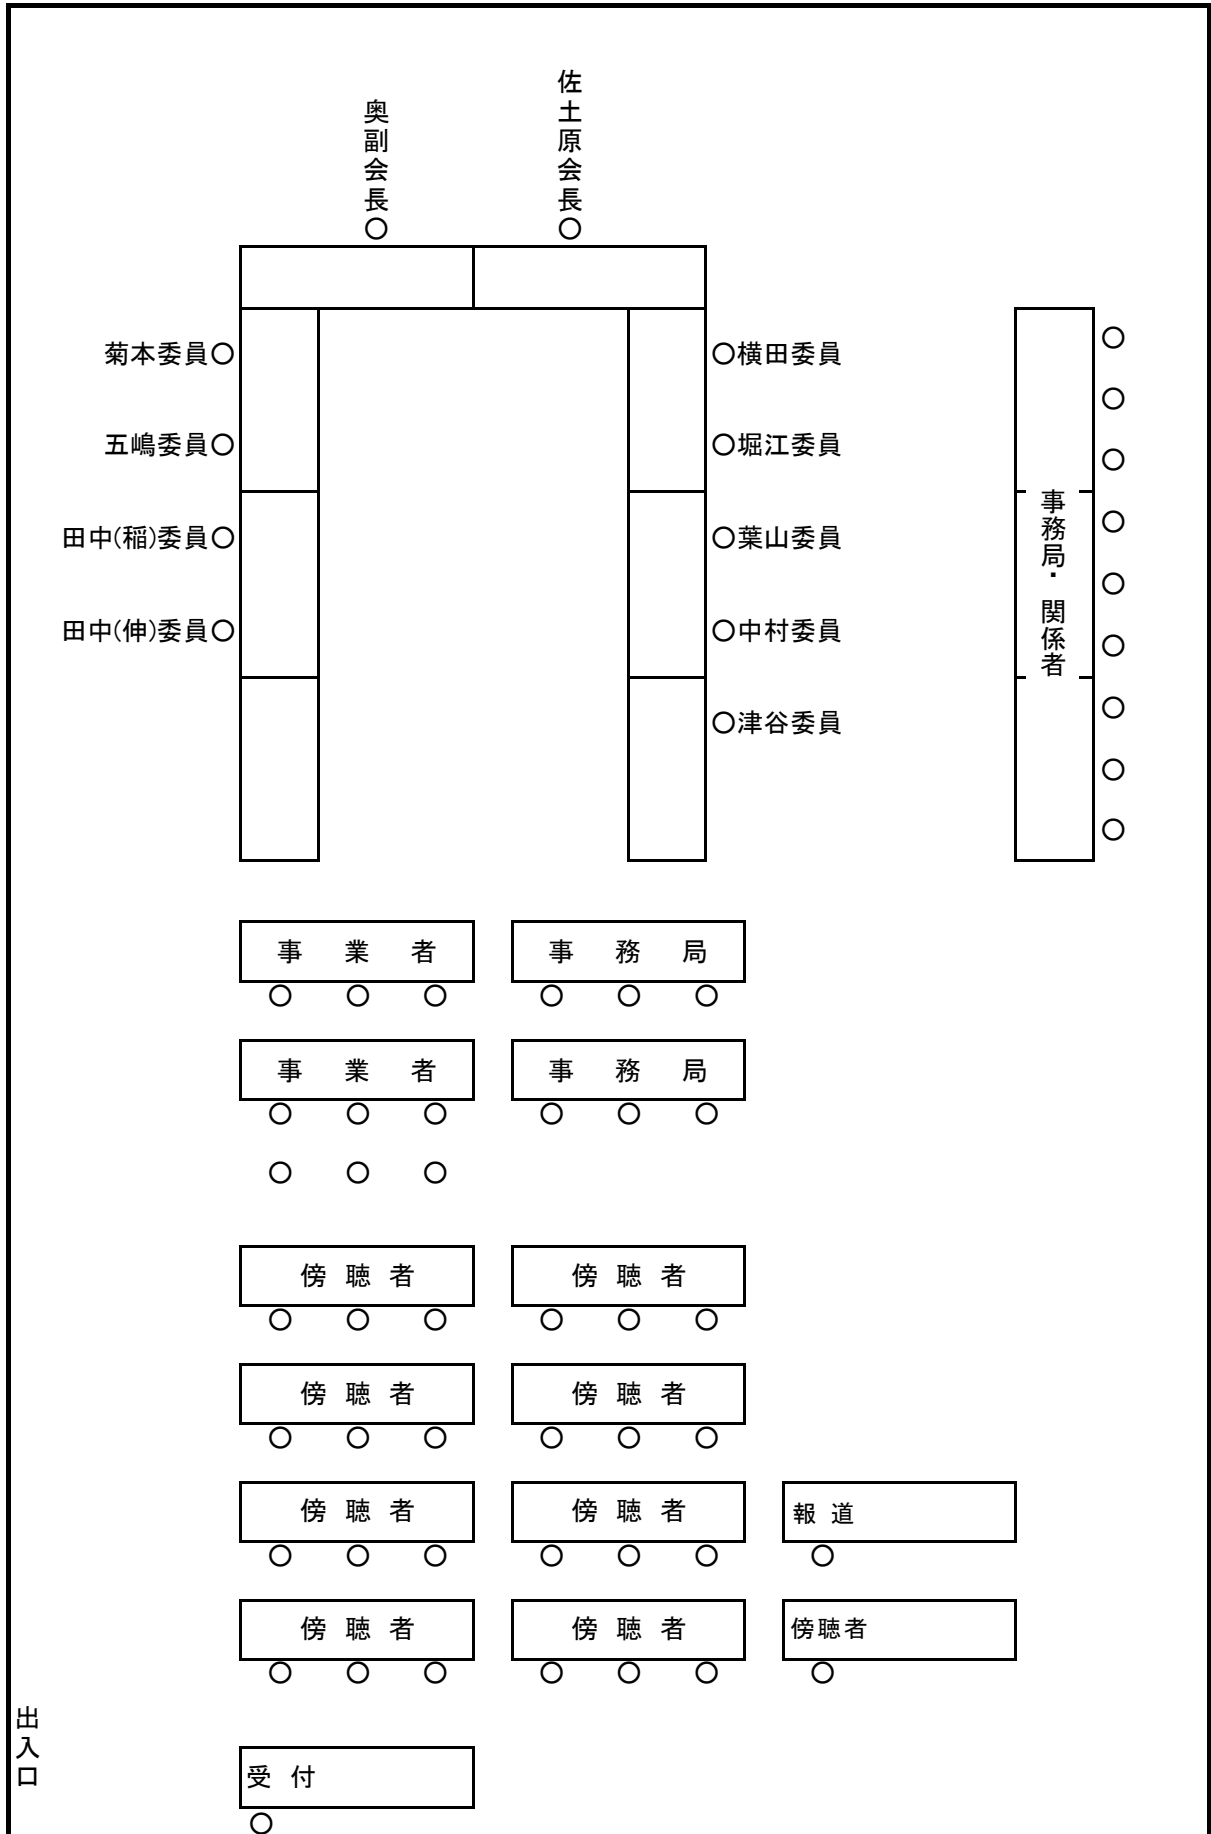 佐土原会長○
奥副会長○
菊本委員○
○横田委員
五嶋委員○
○堀江委員
田中(稲)委員○
○葉山委員
田中(伸)委員○
○中村委員
○津谷委員
事務局・関係者
事業者
事務局
事業者
事務局
傍聴者
傍聴者
傍聴者
傍聴者
傍聴者
傍聴者
報道
傍聴者
傍聴者
傍聴者
出入口
受付